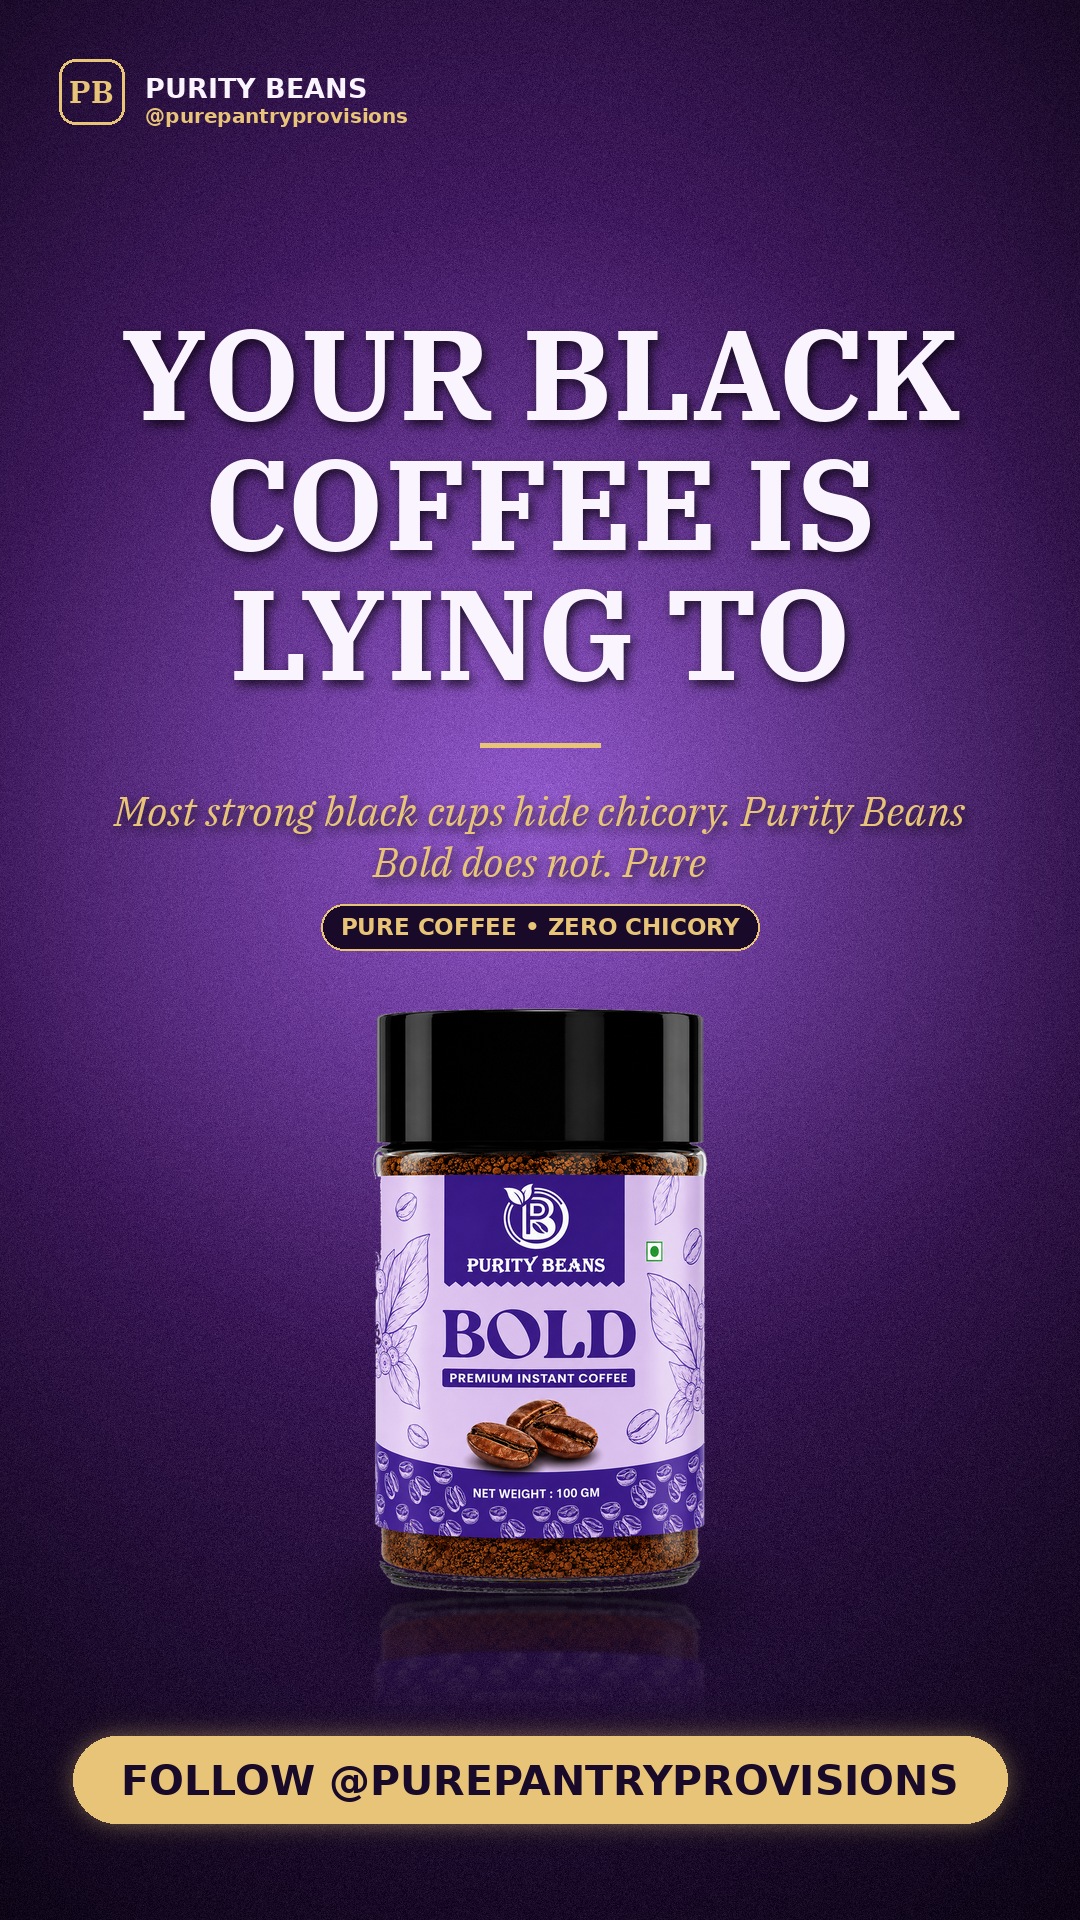 PB
PURITY BEANS
@purepantryprovisions
YOUR BLACK
COFFEE IS
LYING TO
Most strong black cups hide chicory. Purity Beans
Bold does not. Pure
PURE COFFEE • ZERO CHICORY
PURITY BEANS
BOLD
PREMIUM INSTANT COFFEE
NET WEIGHT : 100 GM
FOLLOW @PUREPANTRYPROVISIONS